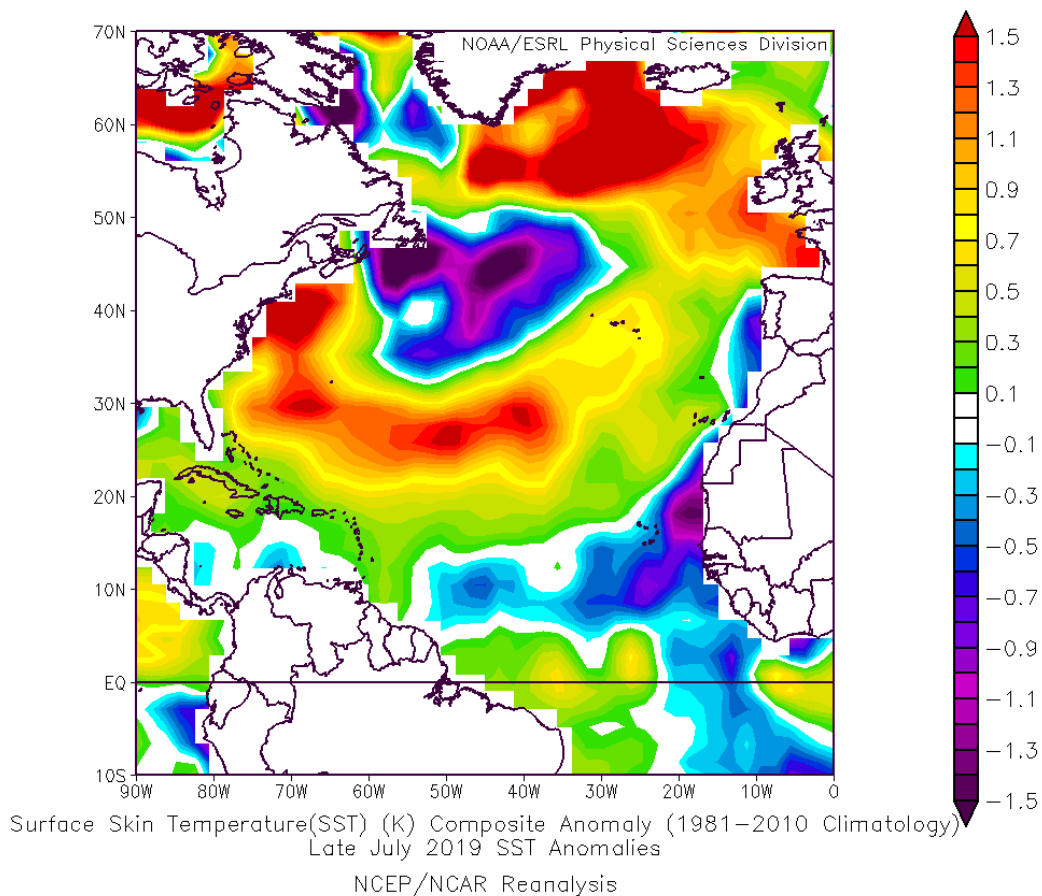 NOAA/ESRL Physical Sciences Division
70N
60N
50N
40N
30N
20N
10N
EQ
10S
90W 80W 70W 60W 50W 40W 30W 20W 10W 0
1.5
1.3
1.1
0.9
0.7
0.5
0.3
0.1
−0.1
−0.3
−0.5
−0.7
−0.9
−1.1
−1.3
−1.5
Surface Skin Temperature(SST) (K) Composite Anomaly (1981−2010 Climatology)
Late July 2019 SST Anomalies
NCEP/NCAR Reanalysis